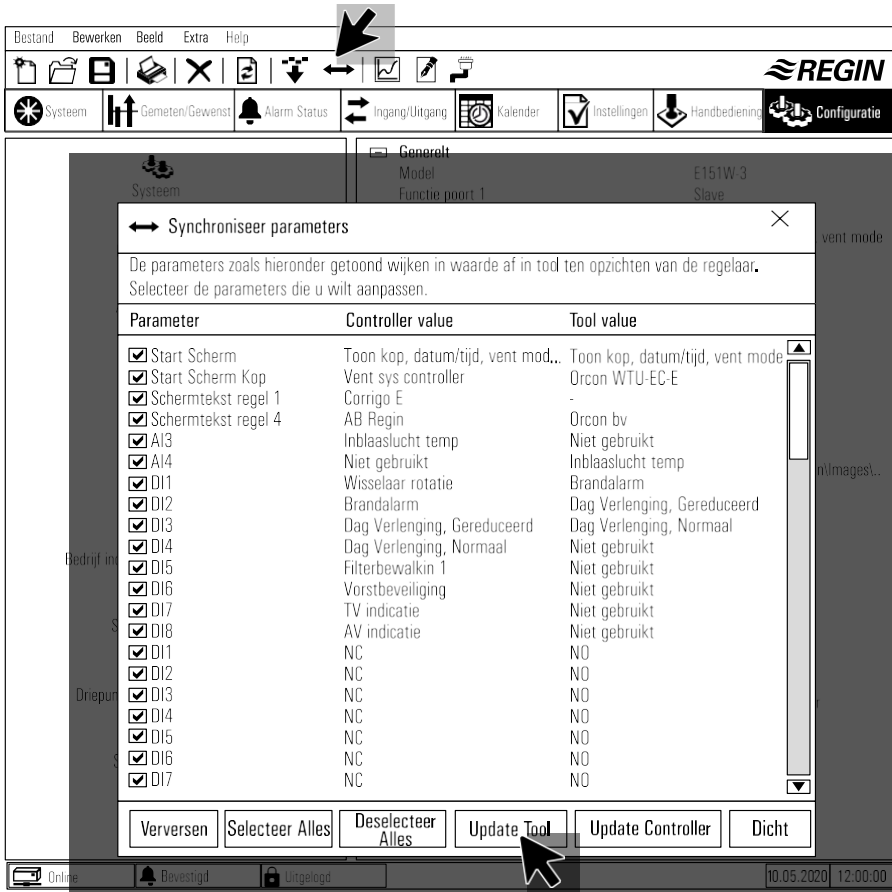 Bestand Bewerken Beeld Extra Help
REGIN
Systeem Gemeten/Gewenst Alarm Status Ingang/Uitgang Kalender Instellingen Handbediening Configuratie
Systeem
Generelt
Model E151W-3
Functie poort 1 Slave
vent mode
Synchroniseer parameters
De parameters zoals hieronder getoond wijken in waarde af in tool ten opzichten van de regelaar.
Selecteer de parameters die u wilt aanpassen.
Parameter Controller value Tool value
Start Scherm Toon kop, datum/tijd, vent mod... Toon kop, datum/tijd, vent mode
Start Scherm Kop Vent sys controller Orcon WTU-EC-E
Schermtekst regel 1 Corrigo E -
Schermtekst regel 4 AB Regin Orcon bv
AI3 Inblaaslucht temp Niet gebruikt
AI4 Niet gebruikt Inblaaslucht temp
n\Images\..
DI1 Wisselaar rotatie Brandalarm
DI2 Brandalarm Dag Verlenging, Gereduceerd
DI3 Dag Verlenging, Gereduceerd Dag Verlenging, Normaal
DI4 Dag Verlenging, Normaal Niet gebruikt
Bedrijf in
DI5 Filterbewalkin 1 Niet gebruikt
DI6 Vorstbeveiliging Niet gebruikt
DI7 TV indicatie Niet gebruikt
S
DI8 AV indicatie Niet gebruikt
DI1 NC NO
DI2 NC NO
Driepun
DI3 NC NO
DI4 NC NO
DI5 NC NO
S
DI6 NC NO
DI7 NC NO
Verversen Selecteer Alles Deselecteer Alles Update Tool Update Controller Dicht
Online Bevestigd Uitgelogd 10.05.2020 12:00:00